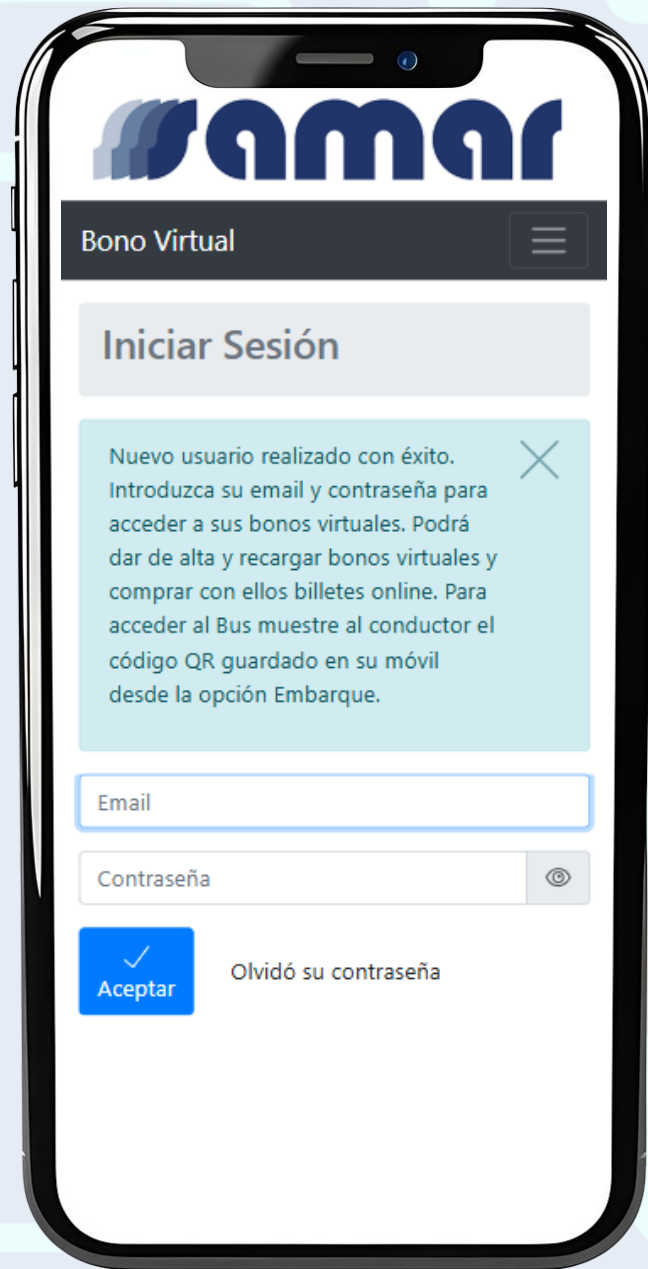 samar
Bono Virtual
Iniciar Sesión
Nuevo usuario realizado con éxito.
Introduzca su email y contraseña para
acceder a sus bonos virtuales. Podrá
dar de alta y recargar bonos virtuales y
comprar con ellos billetes online. Para
acceder al Bus muestre al conductor el
código QR guardado en su móvil
desde la opción Embarque.
Email
Contraseña
Aceptar
Olvidó su contraseña